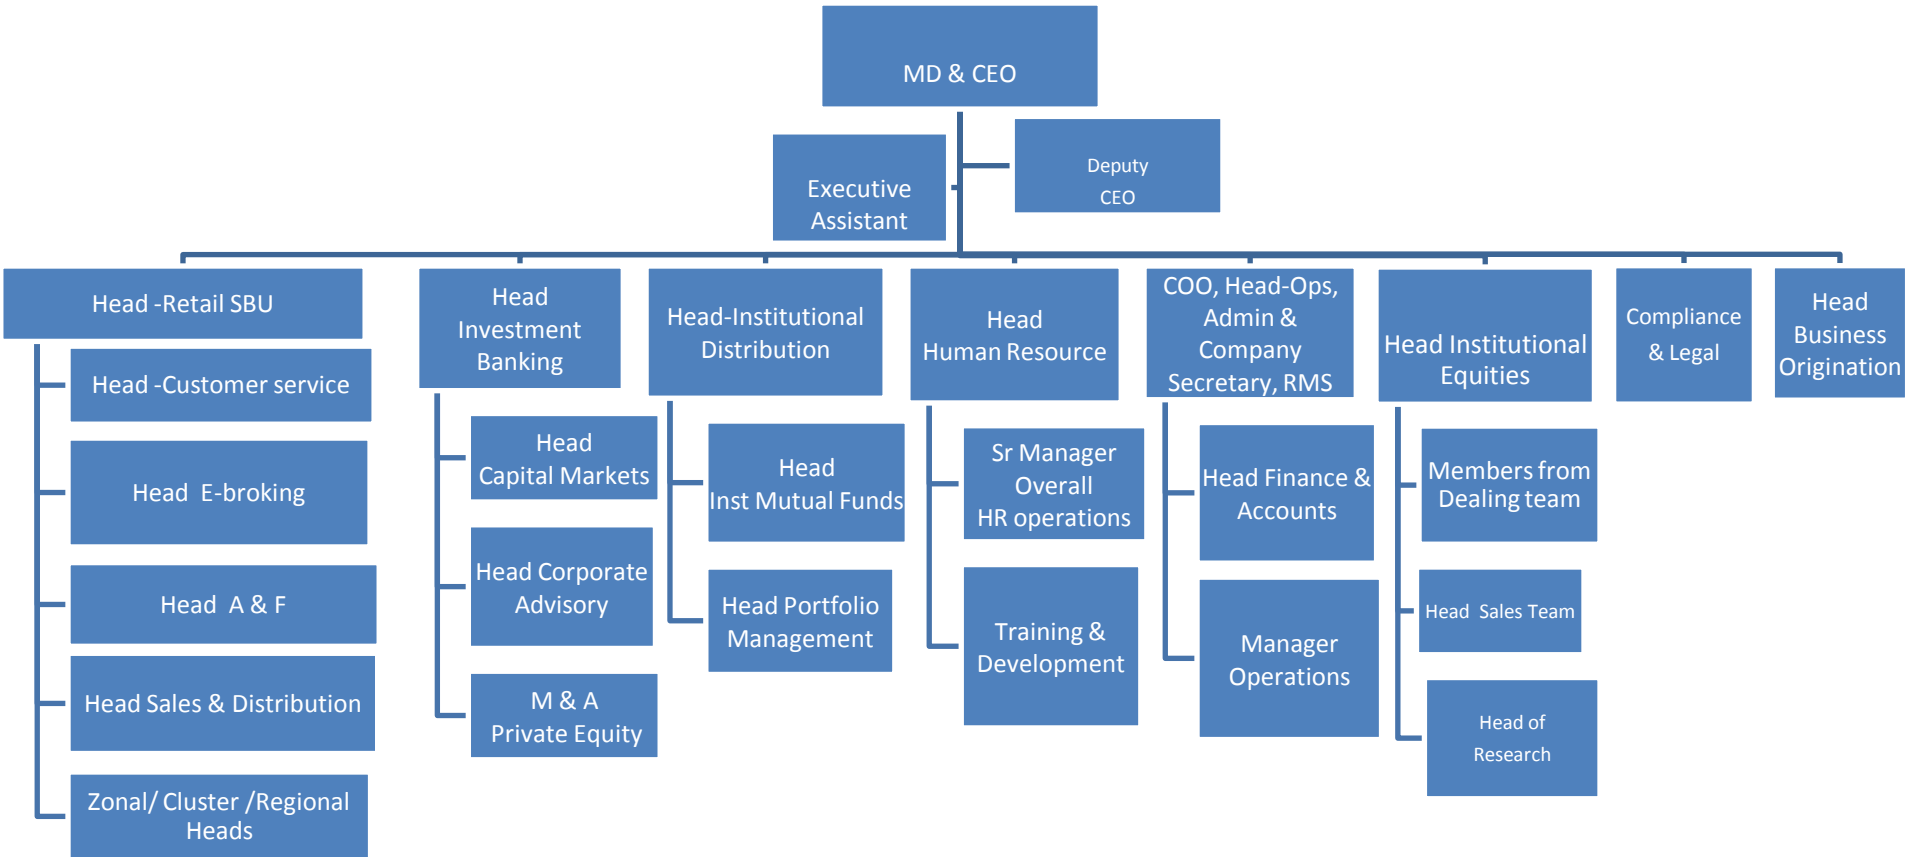 MD & CEO
Executive
Assistant
Deputy
CEO
Head -Retail SBU
Head -Customer service
Head  E-broking
Head  A & F
Head Sales & Distribution
Zonal/ Cluster /Regional
Heads
Head
Investment
Banking
Head
Capital Markets
Head Corporate
Advisory
M & A
Private Equity
Head-Institutional
Distribution
Head
Inst Mutual Funds
Head Portfolio
Management
Head
Human Resource
Sr Manager
Overall
HR operations
Training &
Development
COO, Head-Ops,
Admin &
Company
Secretary, RMS
Head Finance &
Accounts
Manager
Operations
Head Institutional
Equities
Members from
Dealing team
Head  Sales Team
Head of
Research
Compliance
& Legal
Head
Business
Origination